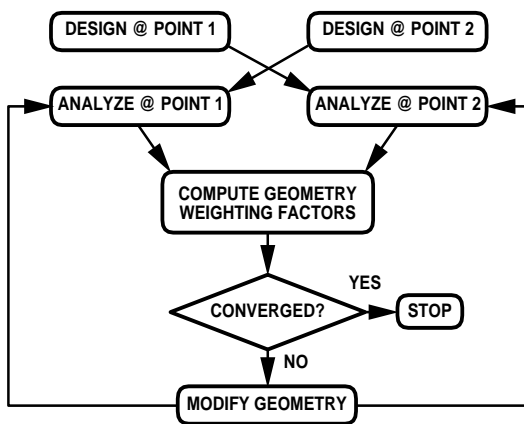 DESIGN @ POINT 1
DESIGN @ POINT 2
ANALYZE @ POINT 1
ANALYZE @ POINT 2
COMPUTE GEOMETRY
WEIGHTING FACTORS
YES
CONVERGED?
STOP
NO
MODIFY GEOMETRY